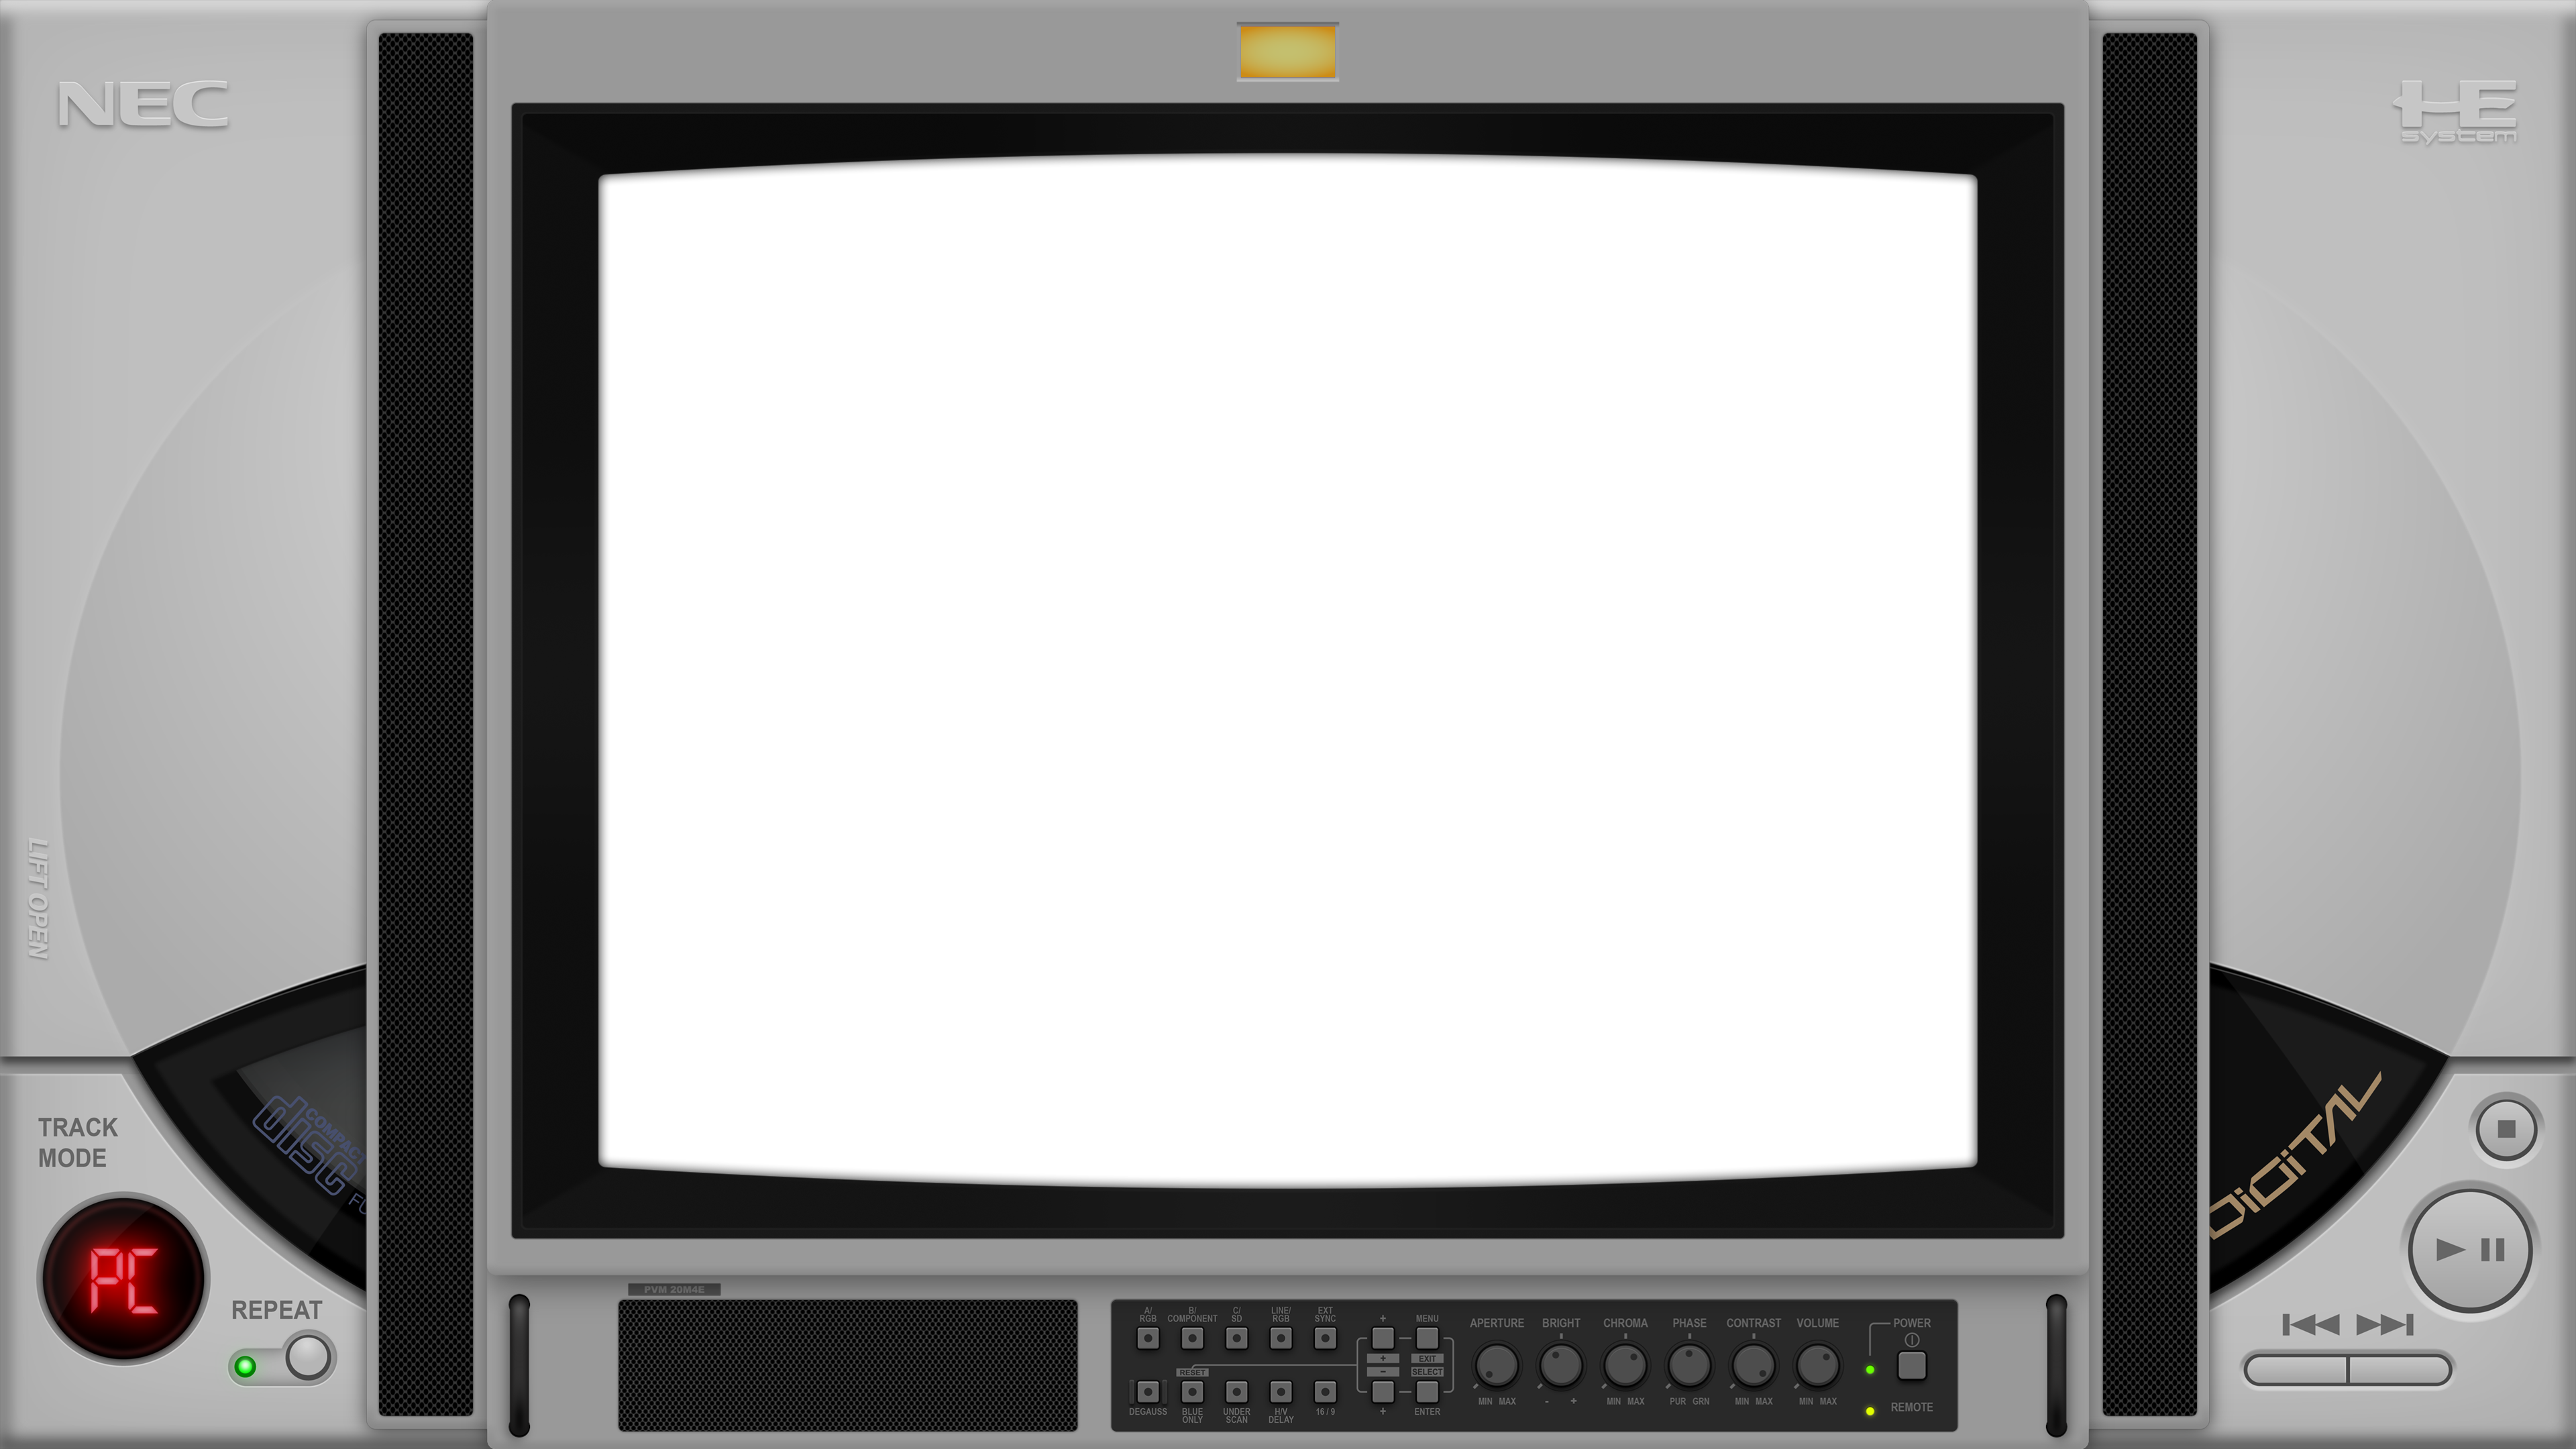 NEC
HE
system
LIFT OPEN
TRACK
MODE
PC
REPEAT
COMPACT
disc
DiGiTAL
PVM 20M4E
A/
RGB
B/
COMPONENT
C/
SD
LINE/
RGB
EXT
SYNC
+
MENU
RESET
+
EXIT
−
SELECT
DEGAUSS
BLUE
ONLY
UNDER
SCAN
H/V
DELAY
16 / 9
+
ENTER
APERTURE
BRIGHT
CHROMA
PHASE
CONTRAST
VOLUME
MIN MAX
- +
MIN MAX
PUR GRN
MIN MAX
MIN MAX
POWER
REMOTE